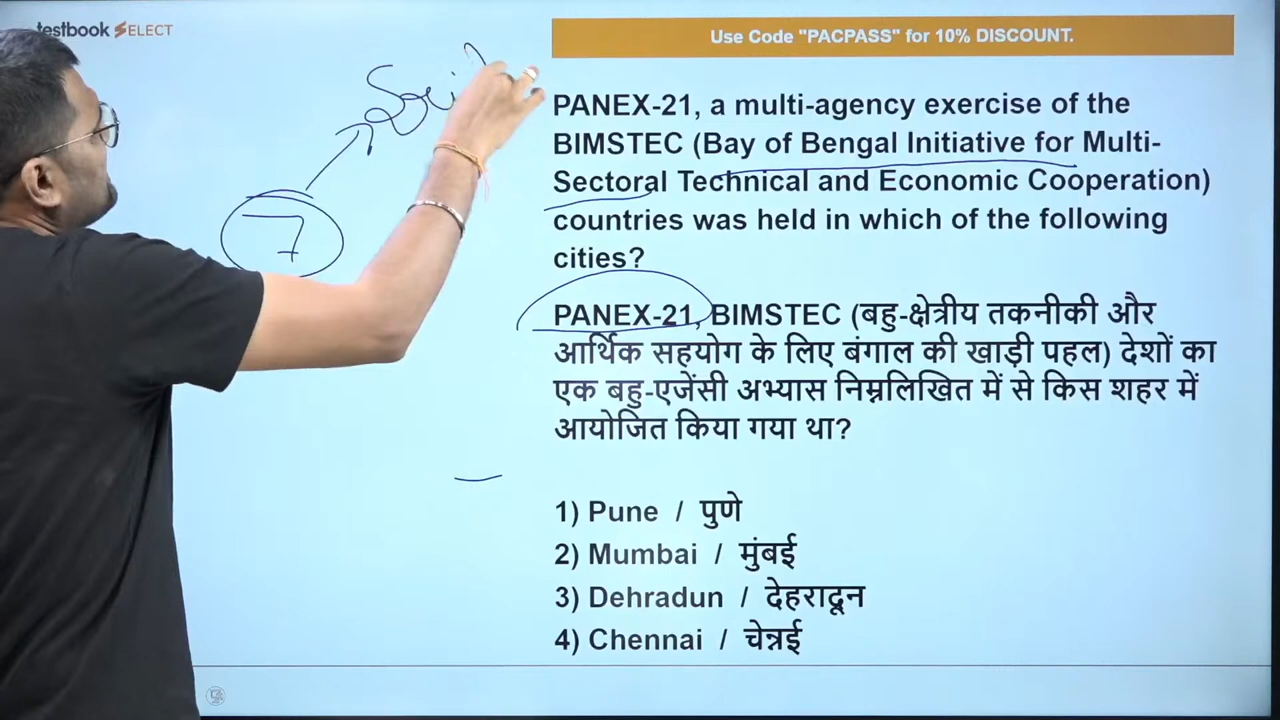 testbook SELECT
Use Code "PACPASS" for 10% DISCOUNT.
PANEX-21, a multi-agency exercise of the
BIMSTEC (Bay of Bengal Initiative for Multi-
Sectoral Technical and Economic Cooperation)
countries was held in which of the following
cities?
PANEX-21, BIMSTEC (बहु-क्षेत्रीय तकनीकी और
आर्थिक सहयोग के लिए बंगाल की खाड़ी पहल) देशों का
एक बहु-एजेंसी अभ्यास निम्नलिखित में से किस शहर में
आयोजित किया गया था?
1) Pune / पुणे
2) Mumbai / मुंबई
3) Dehradun / देहरादून
4) Chennai / चेन्नई
7